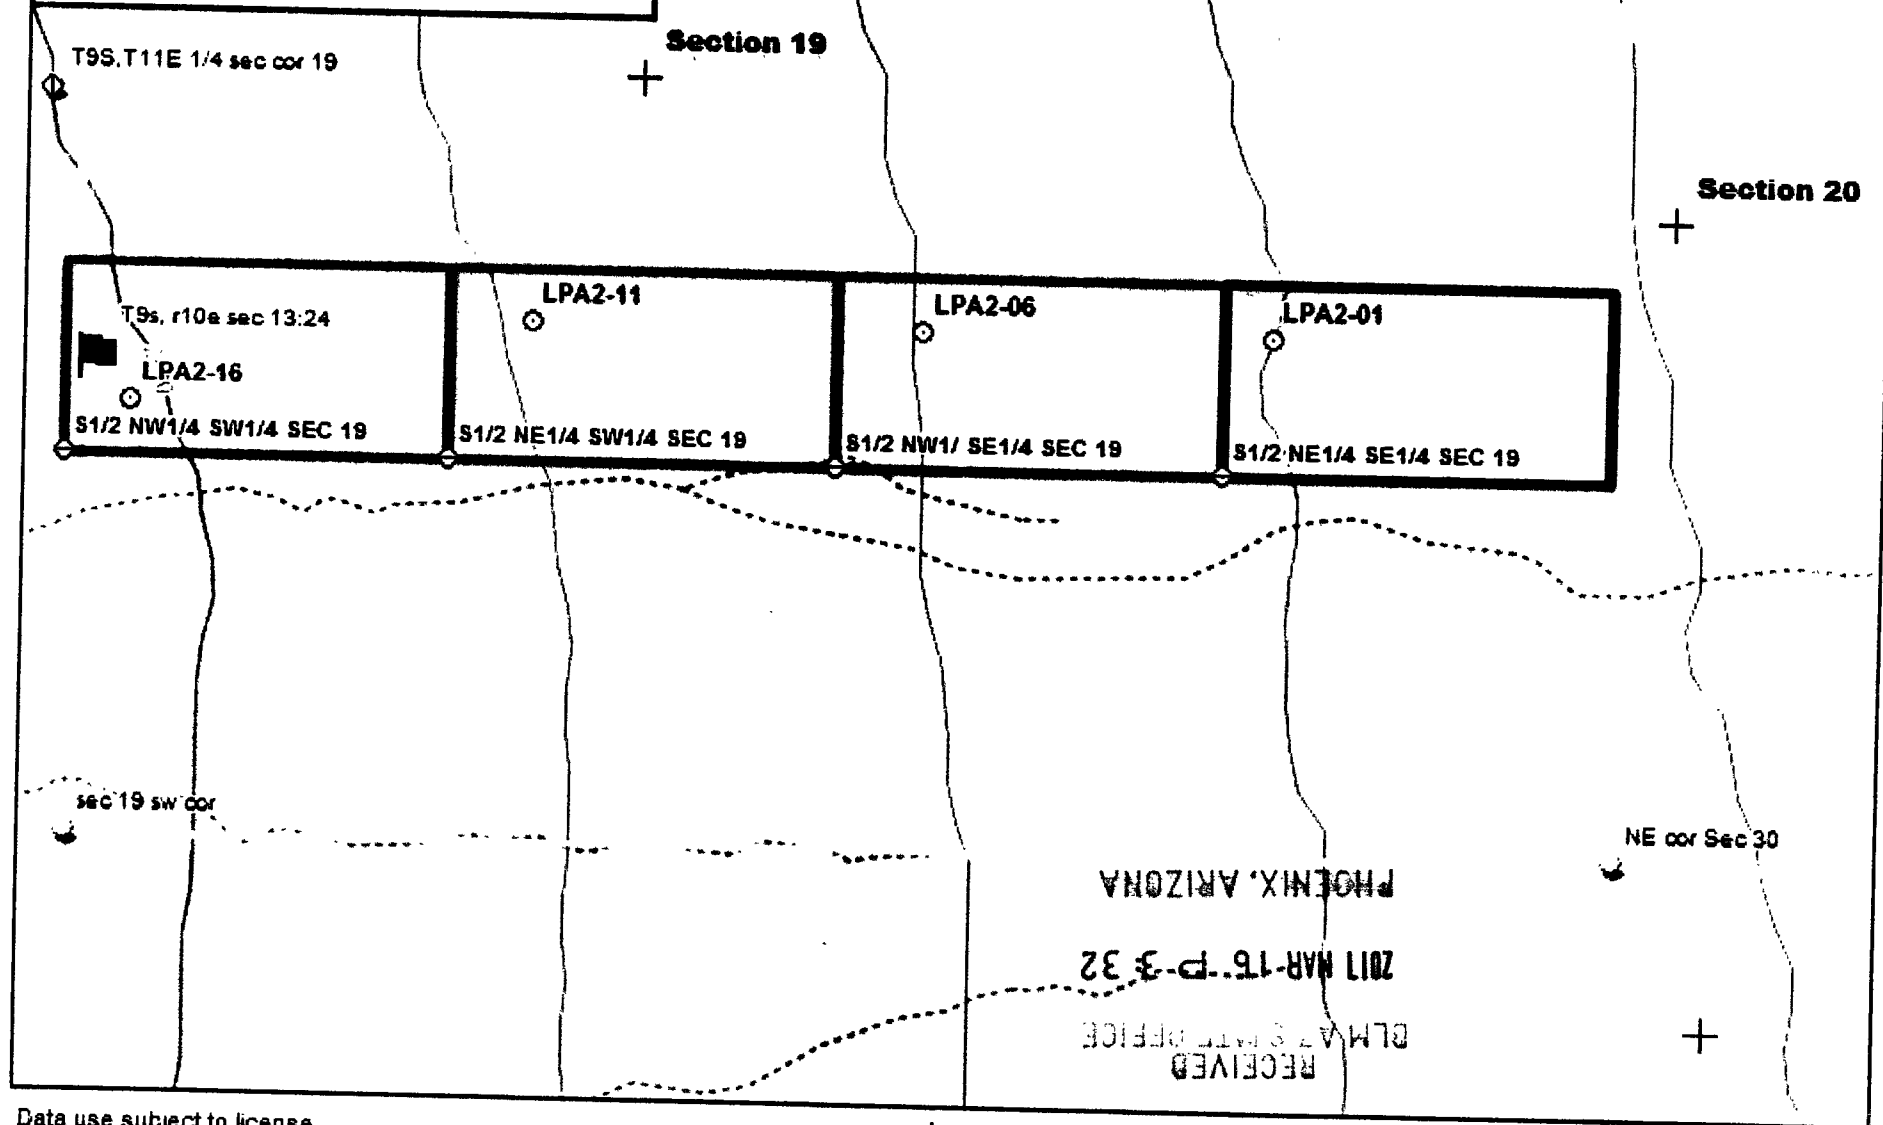 Section 19
T9S,T11E 1/4 sec cor 19
Section 20
LPA2-11
LPA2-06
LPA2-01
T9s, r10e sec 13:24
LPA2-16
S1/2 NW1/4 SW1/4 SEC 19
S1/2 NE1/4 SW1/4 SEC 19
S1/2 NW1/ SE1/4 SEC 19
S1/2 NE1/4 SE1/4 SEC 19
sec 19 sw cor
NE cor Sec 30
RECEIVED
BLM AZ STATE OFFICE
2011 MAR 16 P 3 32
PHOENIX, ARIZONA
Data use subject to license.